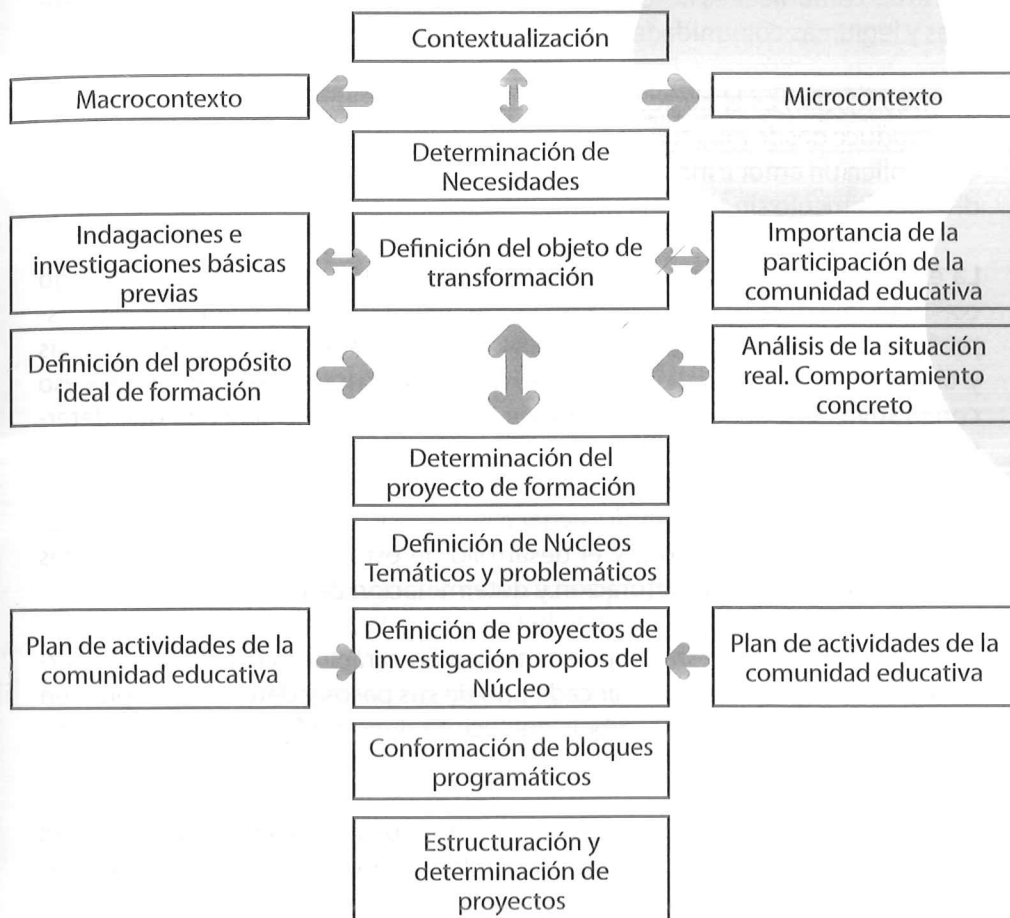 Contextualización
Macrocontexto
Microcontexto
Determinación de
Necesidades
Indagaciones e
investigaciones básicas
previas
Definición del objeto de
transformación
Importancia de la
participación de la
comunidad educativa
Definición del propósito
ideal de formación
Análisis de la situación
real. Comportamiento
concreto
Determinación del
proyecto de formación
Definición de Núcleos
Temáticos y problemáticos
Plan de actividades de la
comunidad educativa
Definición de proyectos de
investigación propios del
Núcleo
Plan de actividades de la
comunidad educativa
Conformación de bloques
programáticos
Estructuración y
determinación de
proyectos